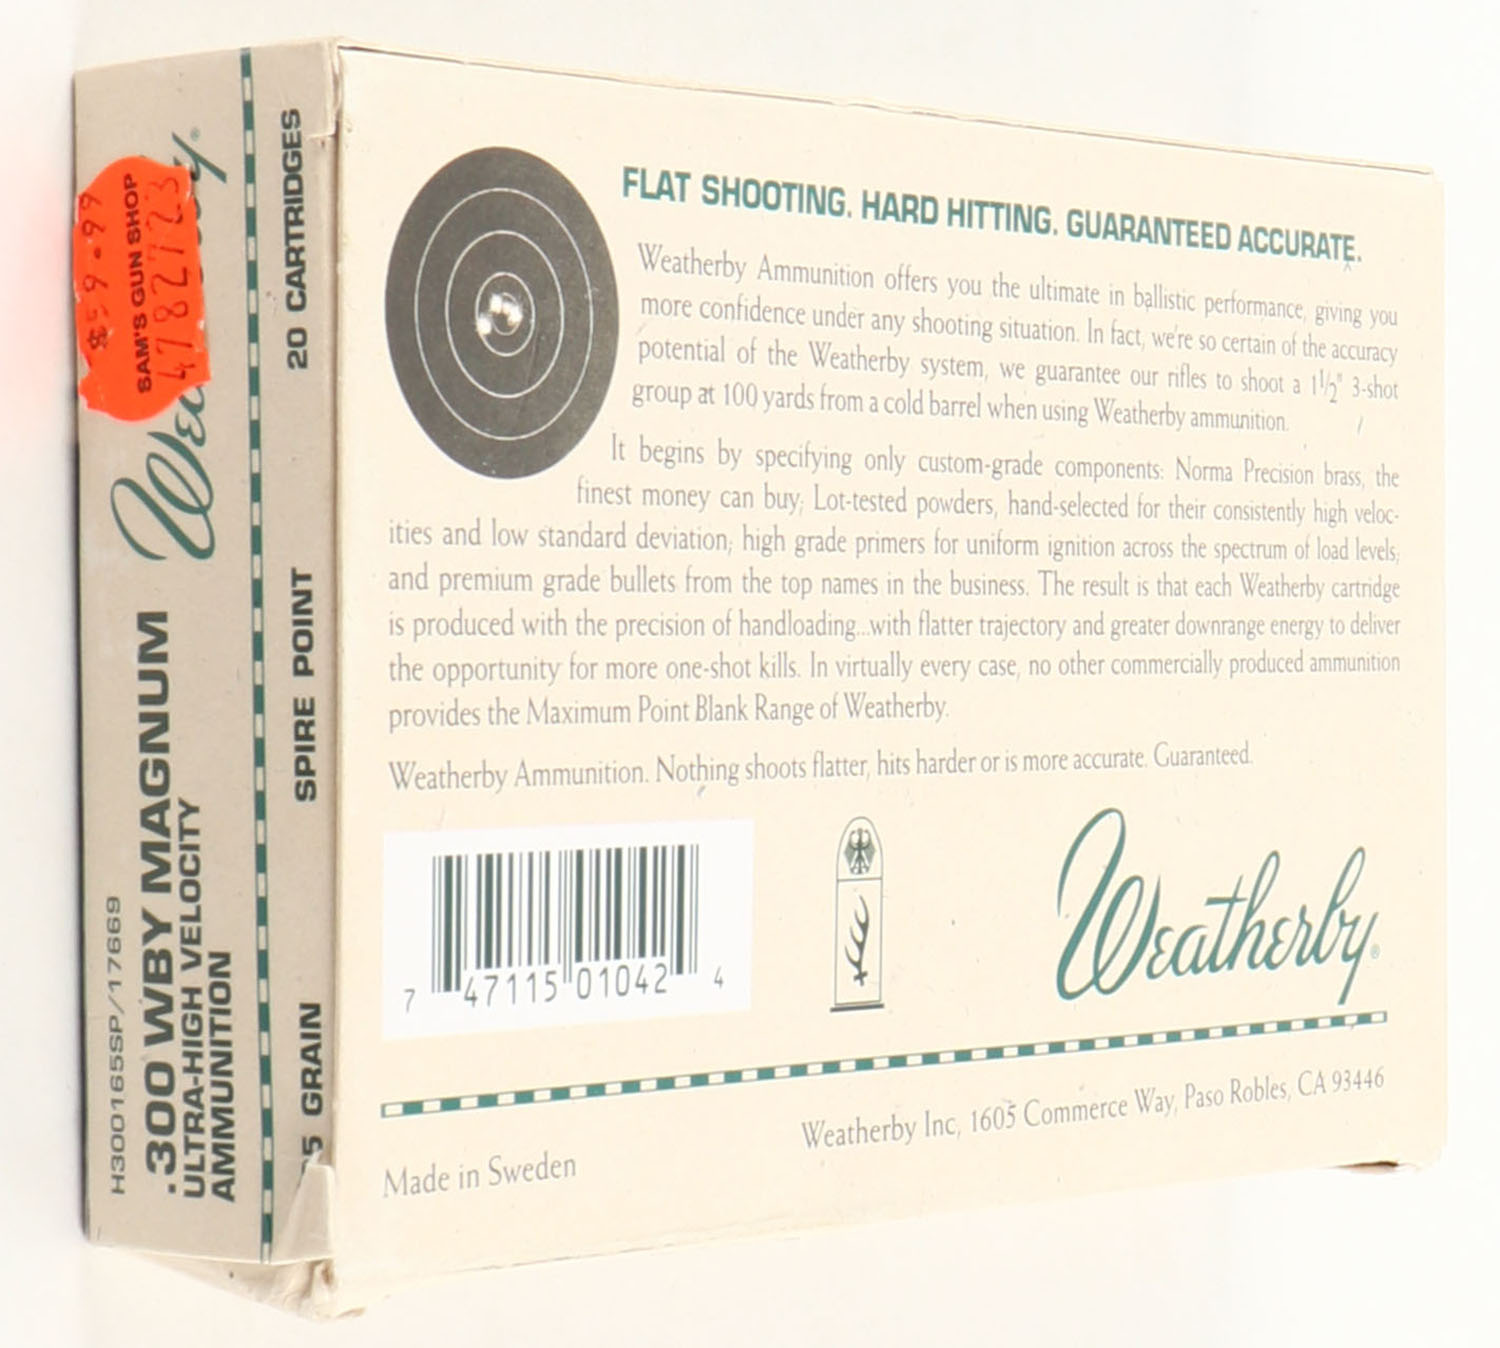 FLAT SHOOTING. HARD HITTING. GUARANTEED ACCURATE.
Weatherby Ammunition offers you the ultimate in ballistic performance, giving you
more confidence under any shooting situation. In fact, we're so certain of the accuracy
potential of the Weatherby system, we guarantee our rifles to shoot a 1 1/2" 3-shot
group at 100 yards from a cold barrel when using Weatherby ammunition.
It begins by specifying only custom-grade components: Norma Precision brass, the
finest money can buy; Lot-tested powders, hand-selected for their consistently high veloc-
ities and low standard deviation; high grade primers for uniform ignition across the spectrum of load levels;
and premium grade bullets from the top names in the business. The result is that each Weatherby cartridge
is produced with the precision of handloading...with flatter trajectory and greater downrange energy to deliver
the opportunity for more one-shot kills. In virtually every case, no other commercially produced ammunition
provides the Maximum Point Blank Range of Weatherby.
Weatherby Ammunition. Nothing shoots flatter, hits harder or is more accurate. Guaranteed.
7 47115 01042 4
Weatherby®
Weatherby Inc, 1605 Commerce Way, Paso Robles, CA 93446
Made in Sweden
H300165SP/17669
.300 WBY MAGNUM
ULTRA-HIGH VELOCITY
AMMUNITION
SAM'S GUN SHOP
4782723
GRAIN SPIRE POINT 20 CARTRIDGES